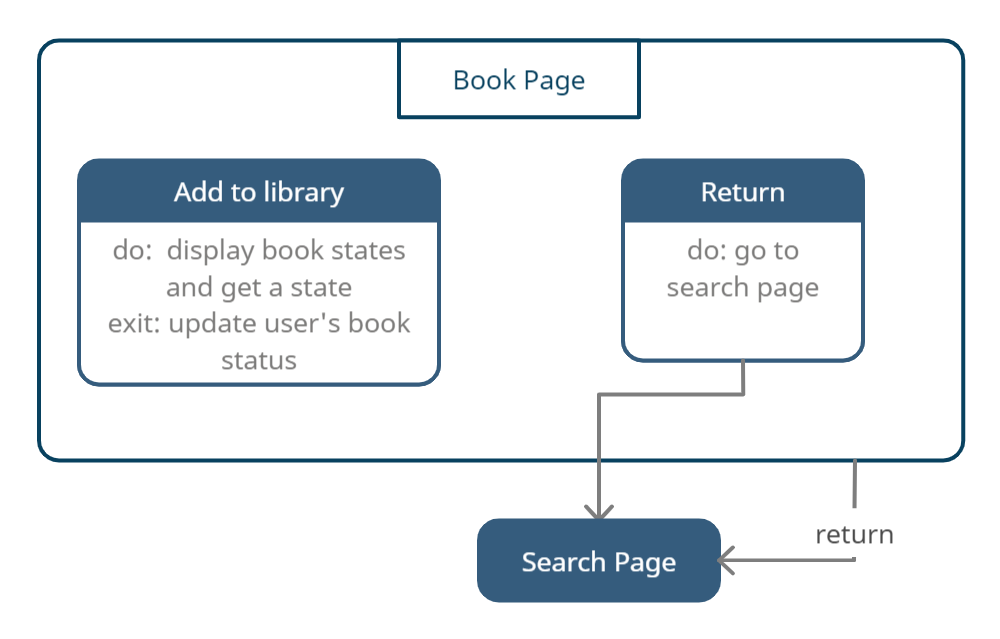 Book Page
Add to library
do:  display book states
and get a state
exit: update user's book
status
Return
do: go to
search page
return
Search Page